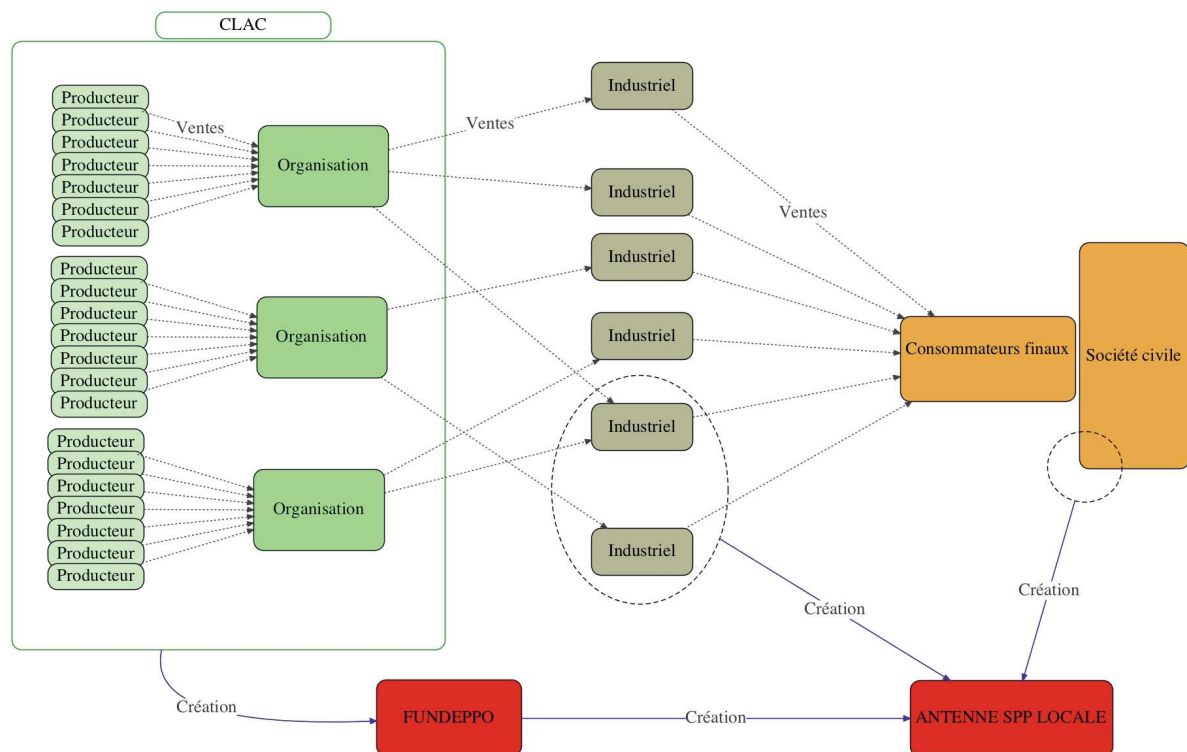 CLAC
Producteur
Producteur
Producteur
Producteur
Producteur
Producteur
Producteur
Ventes
Organisation
Ventes
Industriel
Industriel
Ventes
Producteur
Producteur
Producteur
Producteur
Producteur
Producteur
Producteur
Organisation
Industriel
Industriel
Consommateurs finaux
Société civile
Producteur
Producteur
Producteur
Producteur
Producteur
Producteur
Producteur
Organisation
Industriel
Industriel
Création
Création
Création
FUNDEPPO
Création
ANTENNE SPP LOCALE